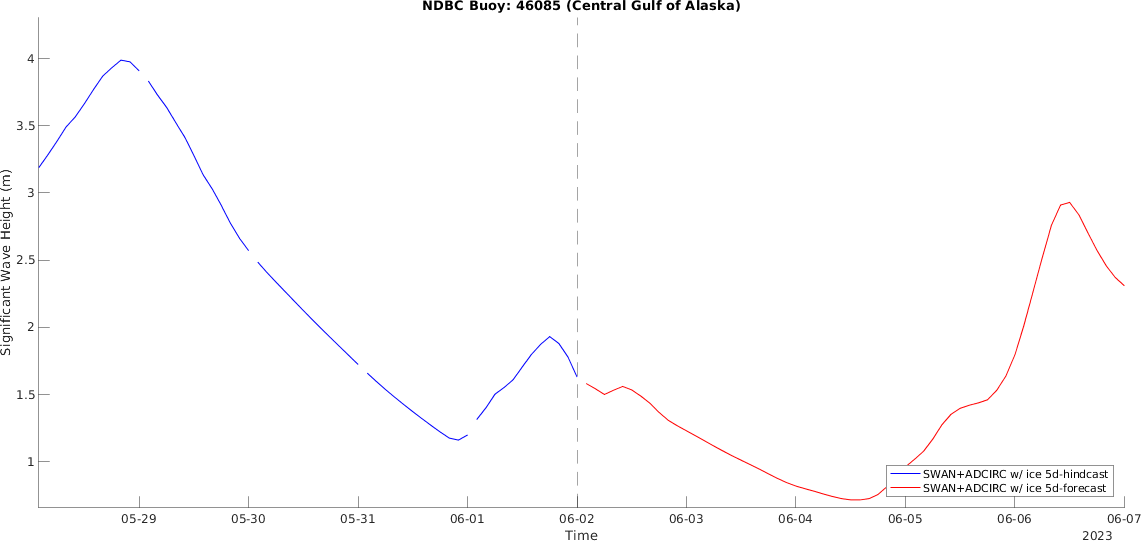 NDBC Buoy: 46085 (Central Gulf of Alaska)
Significant Wave Height (m)
4
3.5
3
2.5
2
1.5
1
SWAN+ADCIRC w/ ice 5d-hindcast
SWAN+ADCIRC w/ ice 5d-forecast
05-29 05-30 05-31 06-01 06-02 06-03 06-04 06-05 06-06 06-07
Time
2023